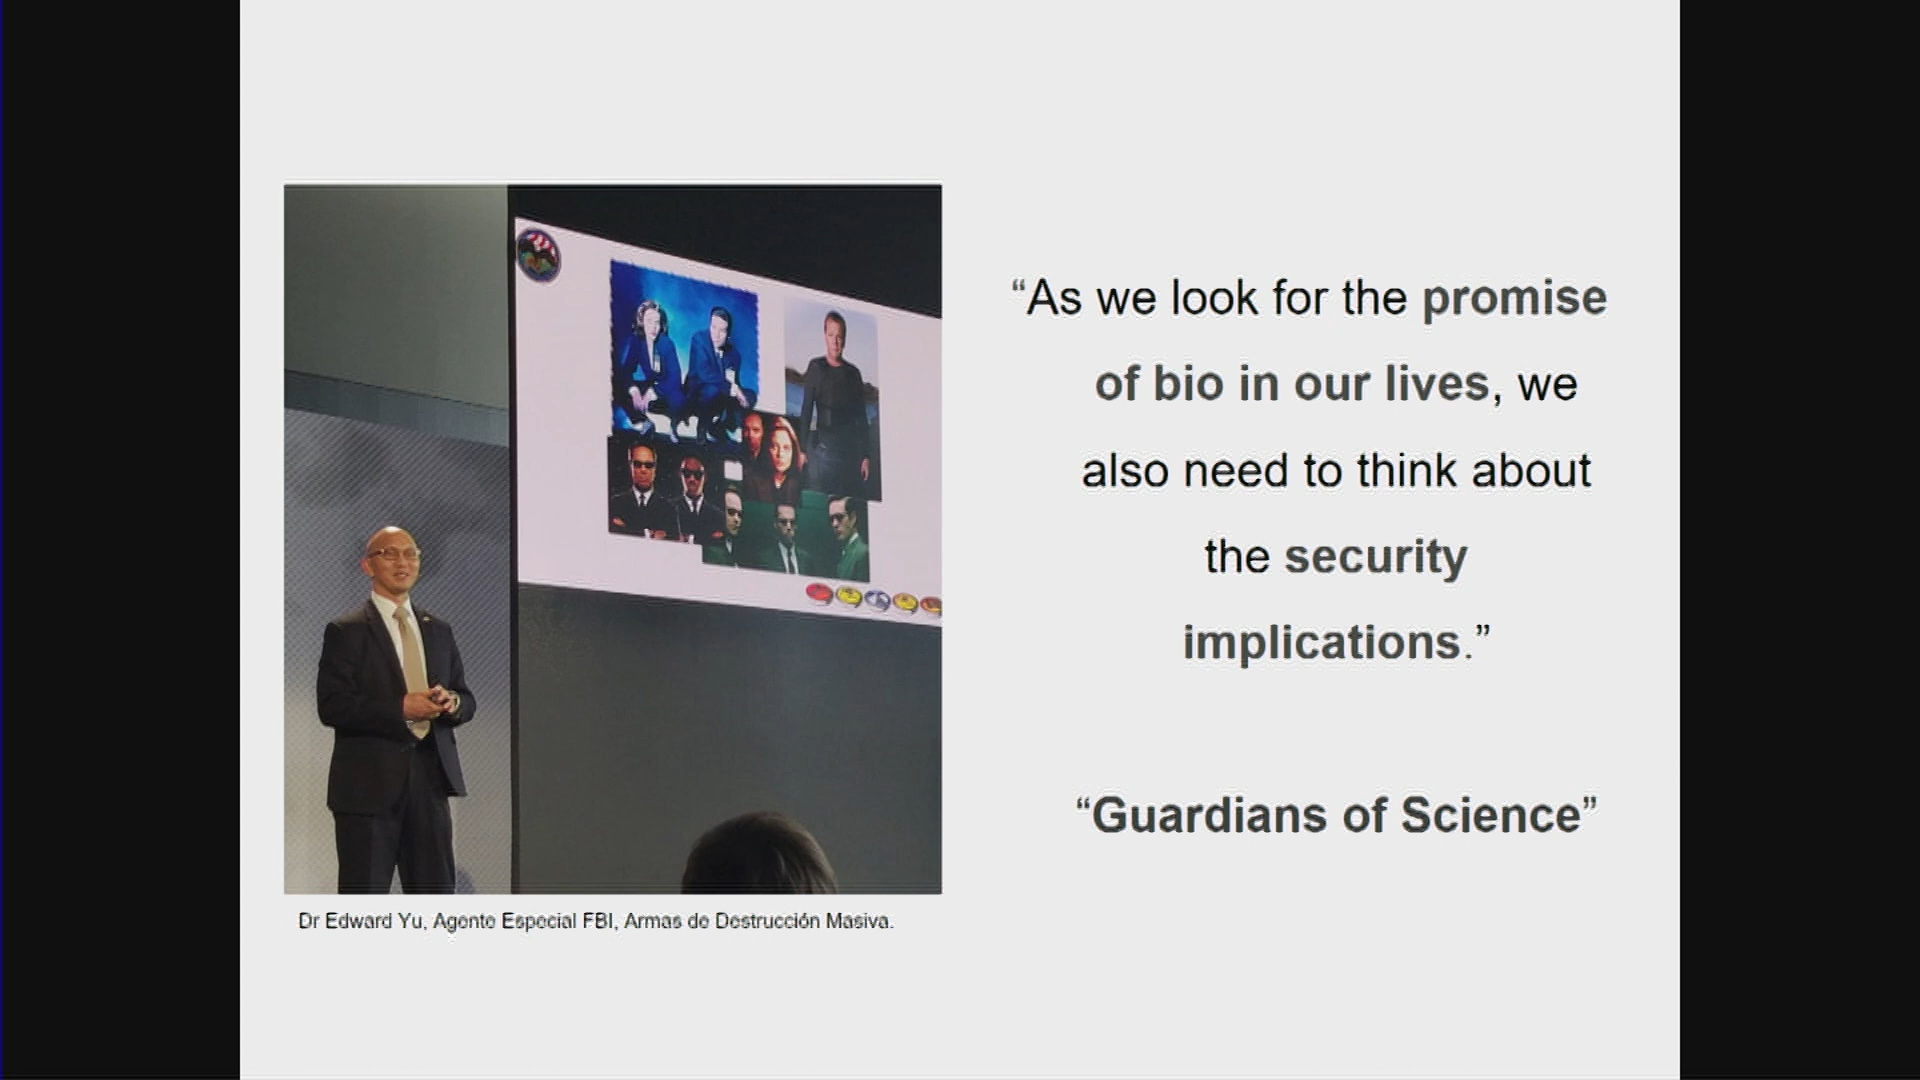 “As we look for the promise
of bio in our lives, we
also need to think about
the security
implications.”
“Guardians of Science”
Dr Edward Yu, Agente Especial FBI, Armas de Destrucción Masiva.